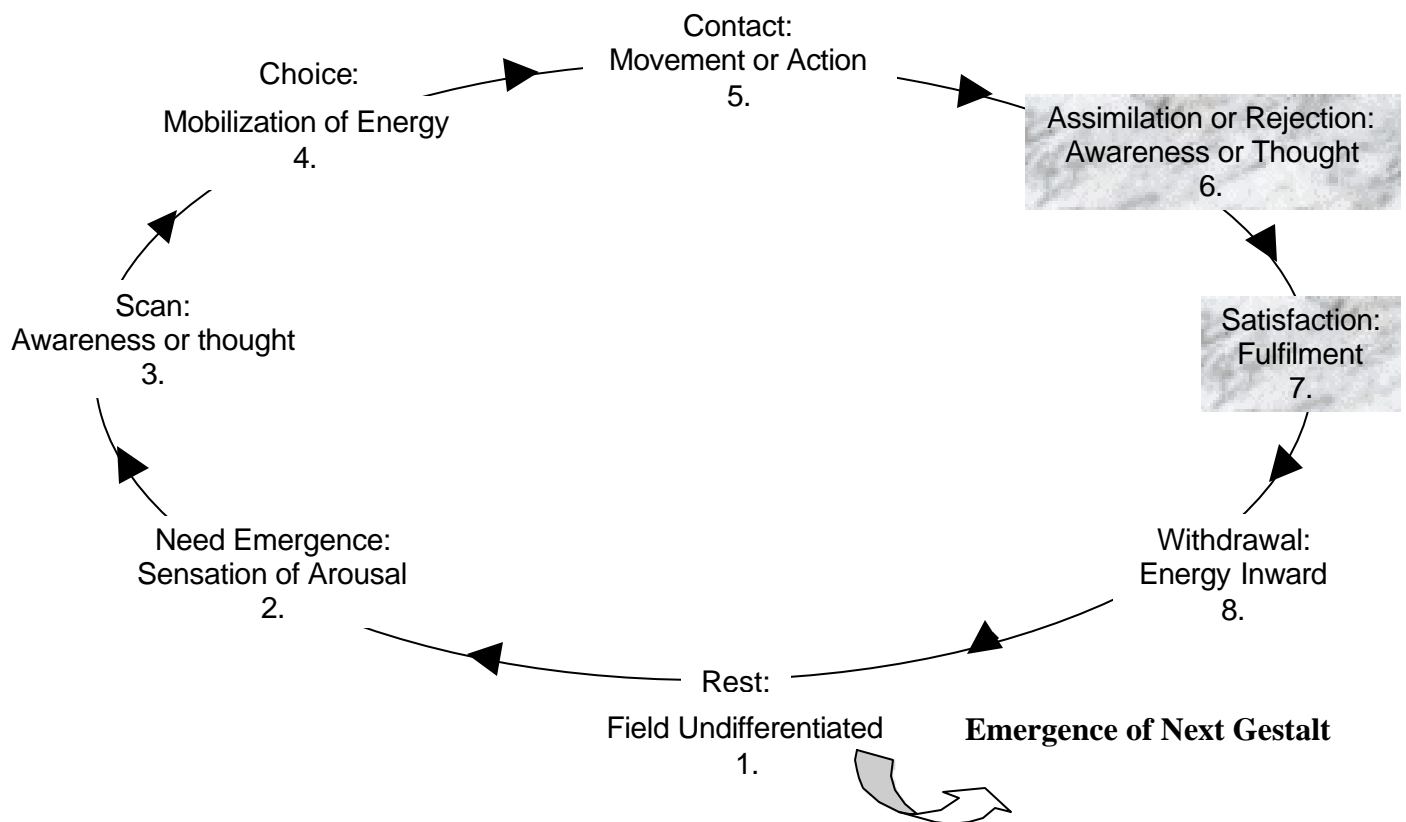 Contact:
Movement or Action
5.
Choice:
Mobilization of Energy
4.
Assimilation or Rejection:
Awareness or Thought
6.
Scan:
Awareness or thought
3.
Satisfaction:
Fulfilment
7.
Need Emergence:
Sensation of Arousal
2.
Withdrawal:
Energy Inward
8.
Rest:
Field Undifferentiated
1.
Emergence of Next Gestalt